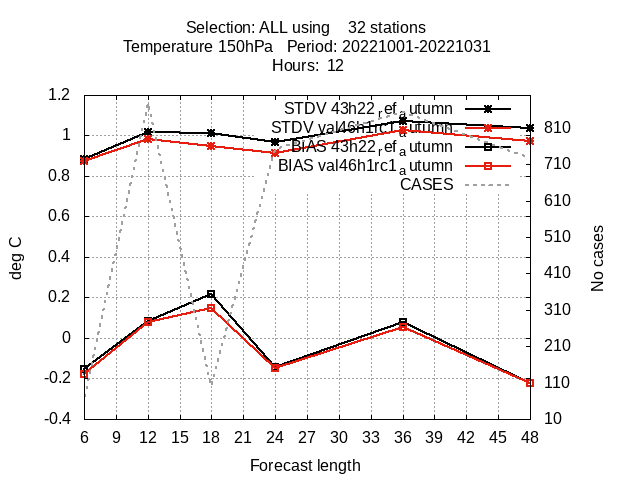 Selection: ALL using 32 stations
Temperature 150hPa Period: 20221001-20221031
Hours: 12
STDV 43h22_ref_autumn
STDV val46h1rc1_autumn
BIAS 43h22_ref_autumn
BIAS val46h1rc1_autumn
CASES
1.2
1
0.8
0.6
0.4
0.2
0
-0.2
-0.4
deg C
810
710
610
510
410
310
210
110
10
No cases
6 9 12 15 18 21 24 27 30 33 36 39 42 45 48
Forecast length